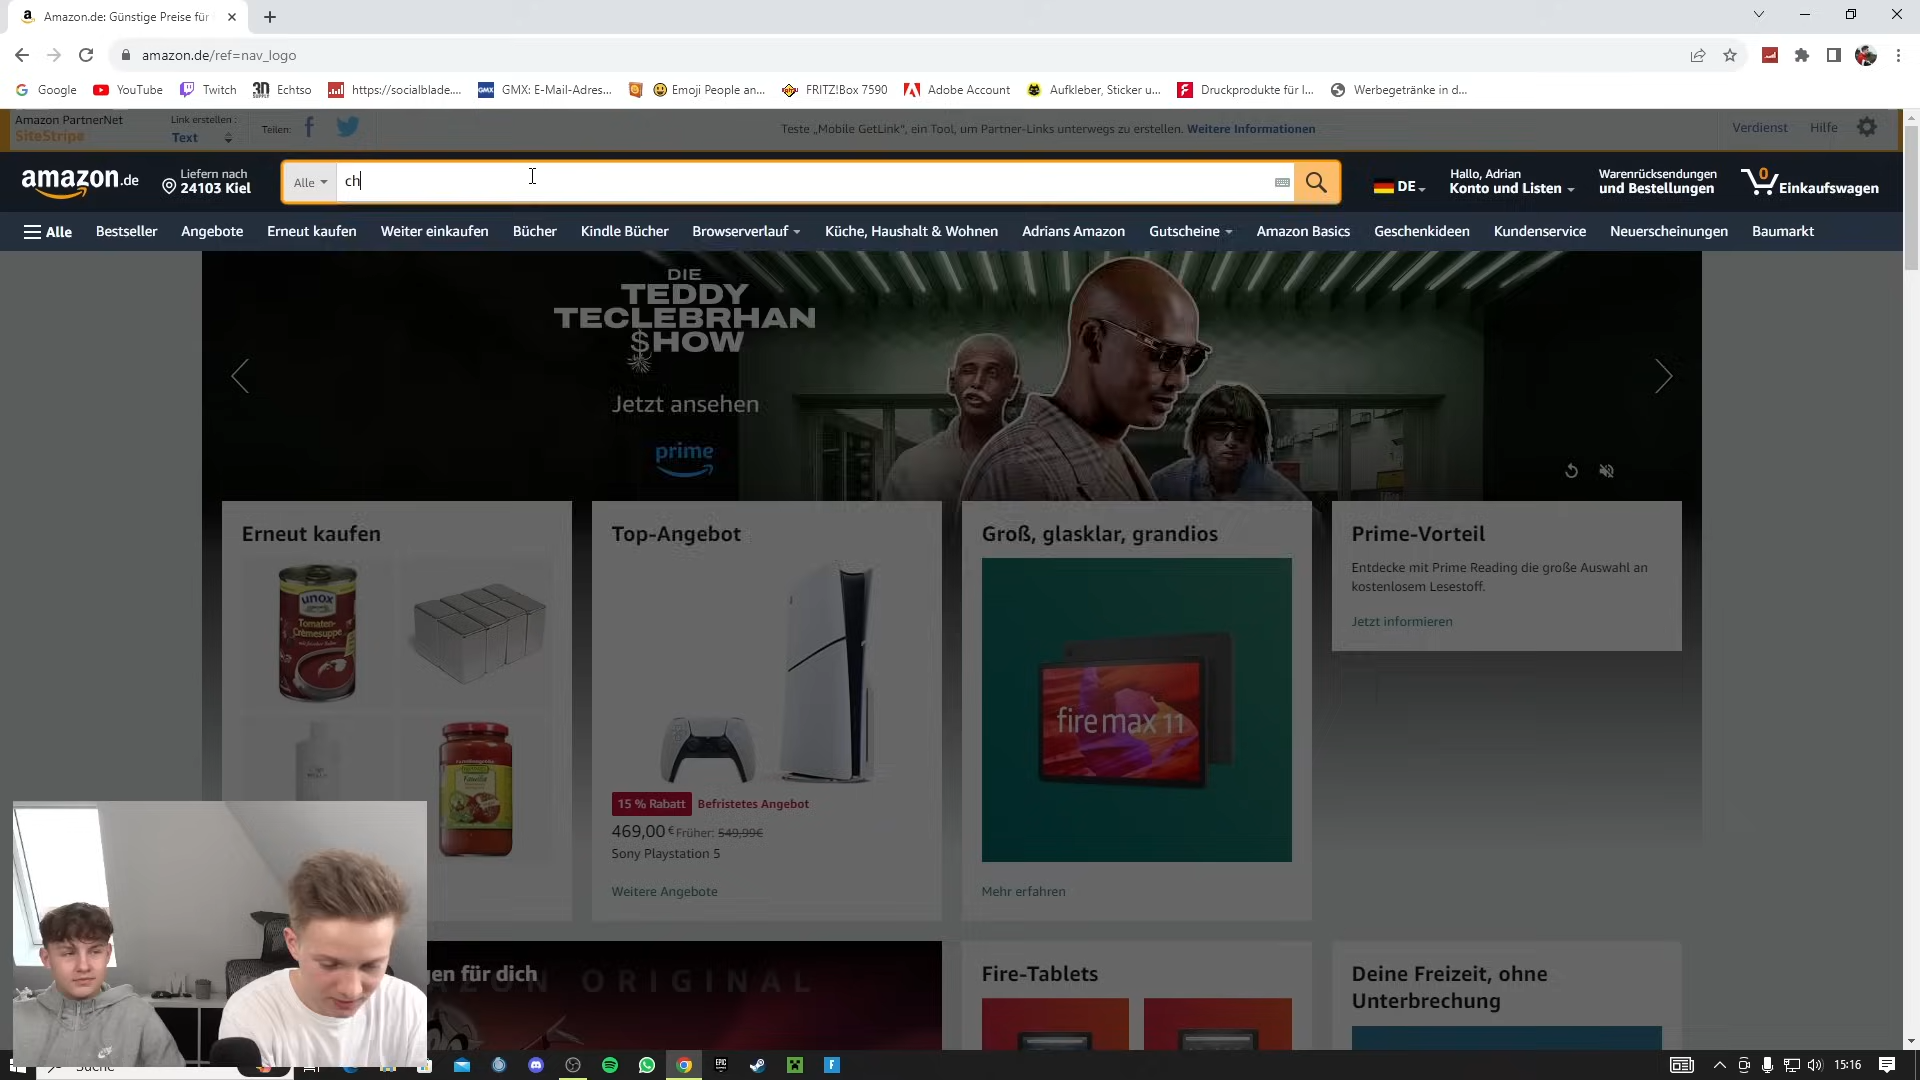 Amazon.de: Günstige Preise für
amazon.de/ref=nav_logo
Google
YouTube
Twitch
Echtso
https://socialblade....
GMX: E-Mail-Adres...
Emoji People an...
FRITZ!Box 7590
Adobe Account
Aufkleber, Sticker u...
Druckprodukte für I...
Werbegetränke in d...
Amazon PartnerNet
SiteStripe
Link erstellen :
Text
Teilen:
Teste „Mobile GetLink“, ein Tool, um Partner-Links unterwegs zu erstellen. Weitere Informationen
Verdienst
Hilfe
amazon.de
Liefern nach
24103 Kiel
Alle
ch
DE
Hallo, Adrian
Konto und Listen
Warenrücksendungen
und Bestellungen
0
Einkaufswagen
Alle
Bestseller
Angebote
Erneut kaufen
Weiter einkaufen
Bücher
Kindle Bücher
Browserverlauf
Küche, Haushalt & Wohnen
Adrians Amazon
Gutscheine
Amazon Basics
Geschenkideen
Kundenservice
Neuerscheinungen
Baumarkt
DIE
TEDDY
TECLEBRHAN
$HOW
Jetzt ansehen
prime
Erneut kaufen
unox
Tomaten-
Cremesuppe
Top-Angebot
15 % Rabatt
Befristetes Angebot
469,00 € Früher: 549,99€
Sony Playstation 5
Weitere Angebote
Groß, glasklar, grandios
fire max 11
Mehr erfahren
Prime-Vorteil
Entdecke mit Prime Reading die große Auswahl an
kostenlosem Lesestoff.
Jetzt informieren
en für dich
ON ORIGINAL
Fire-Tablets
Deine Freizeit, ohne
Unterbrechung
Suche
15:16